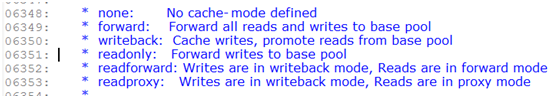 06348: * none: No cache-mode defined
06349: * forward: Forward all reads and writes to base pool
06350: * writeback: Cache writes, promote reads from base pool
06351: * readonly: Forward writes to base pool
06352: * readforward: Writes are in writeback mode, Reads are in forward mode
06353: * readproxy: Writes are in writeback mode, Reads are in proxy mode